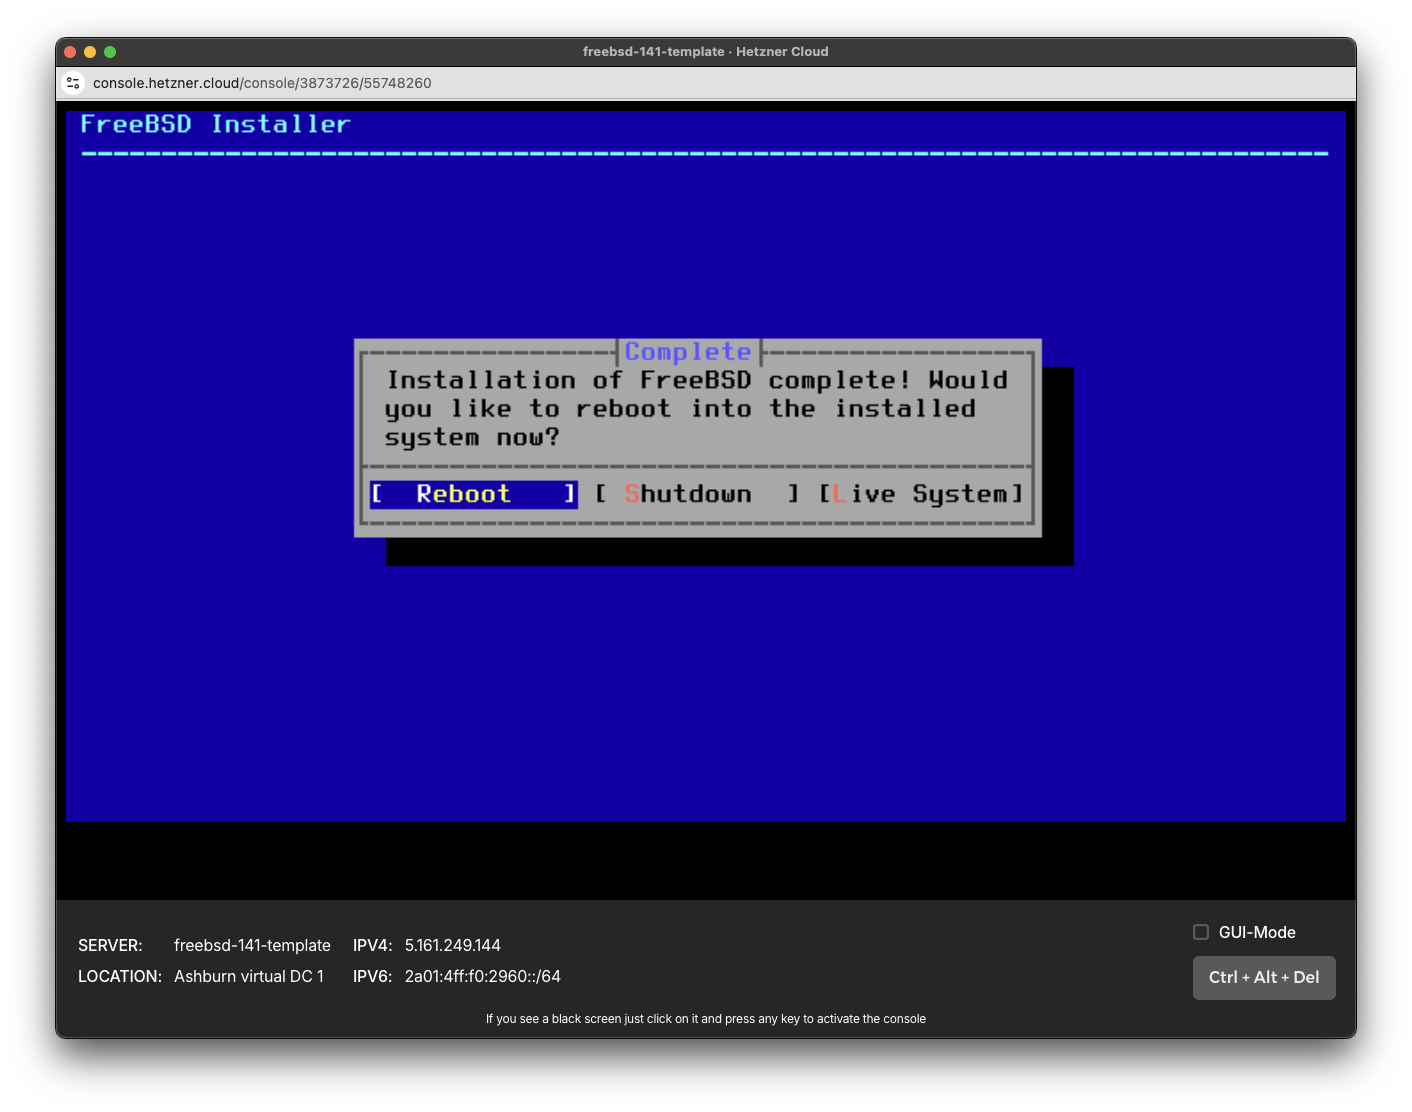 freebsd-141-template · Hetzner Cloud
console.hetzner.cloud/console/3873726/55748260
FreeBSD Installer
Complete
Installation of FreeBSD complete! Would
you like to reboot into the installed
system now?
[ Reboot ] [ Shutdown ] [Live System]
SERVER: freebsd-141-template IPV4: 5.161.249.144
LOCATION: Ashburn virtual DC 1 IPV6: 2a01:4ff:f0:2960::/64
GUI-Mode
Ctrl + Alt + Del
If you see a black screen just click on it and press any key to activate the console